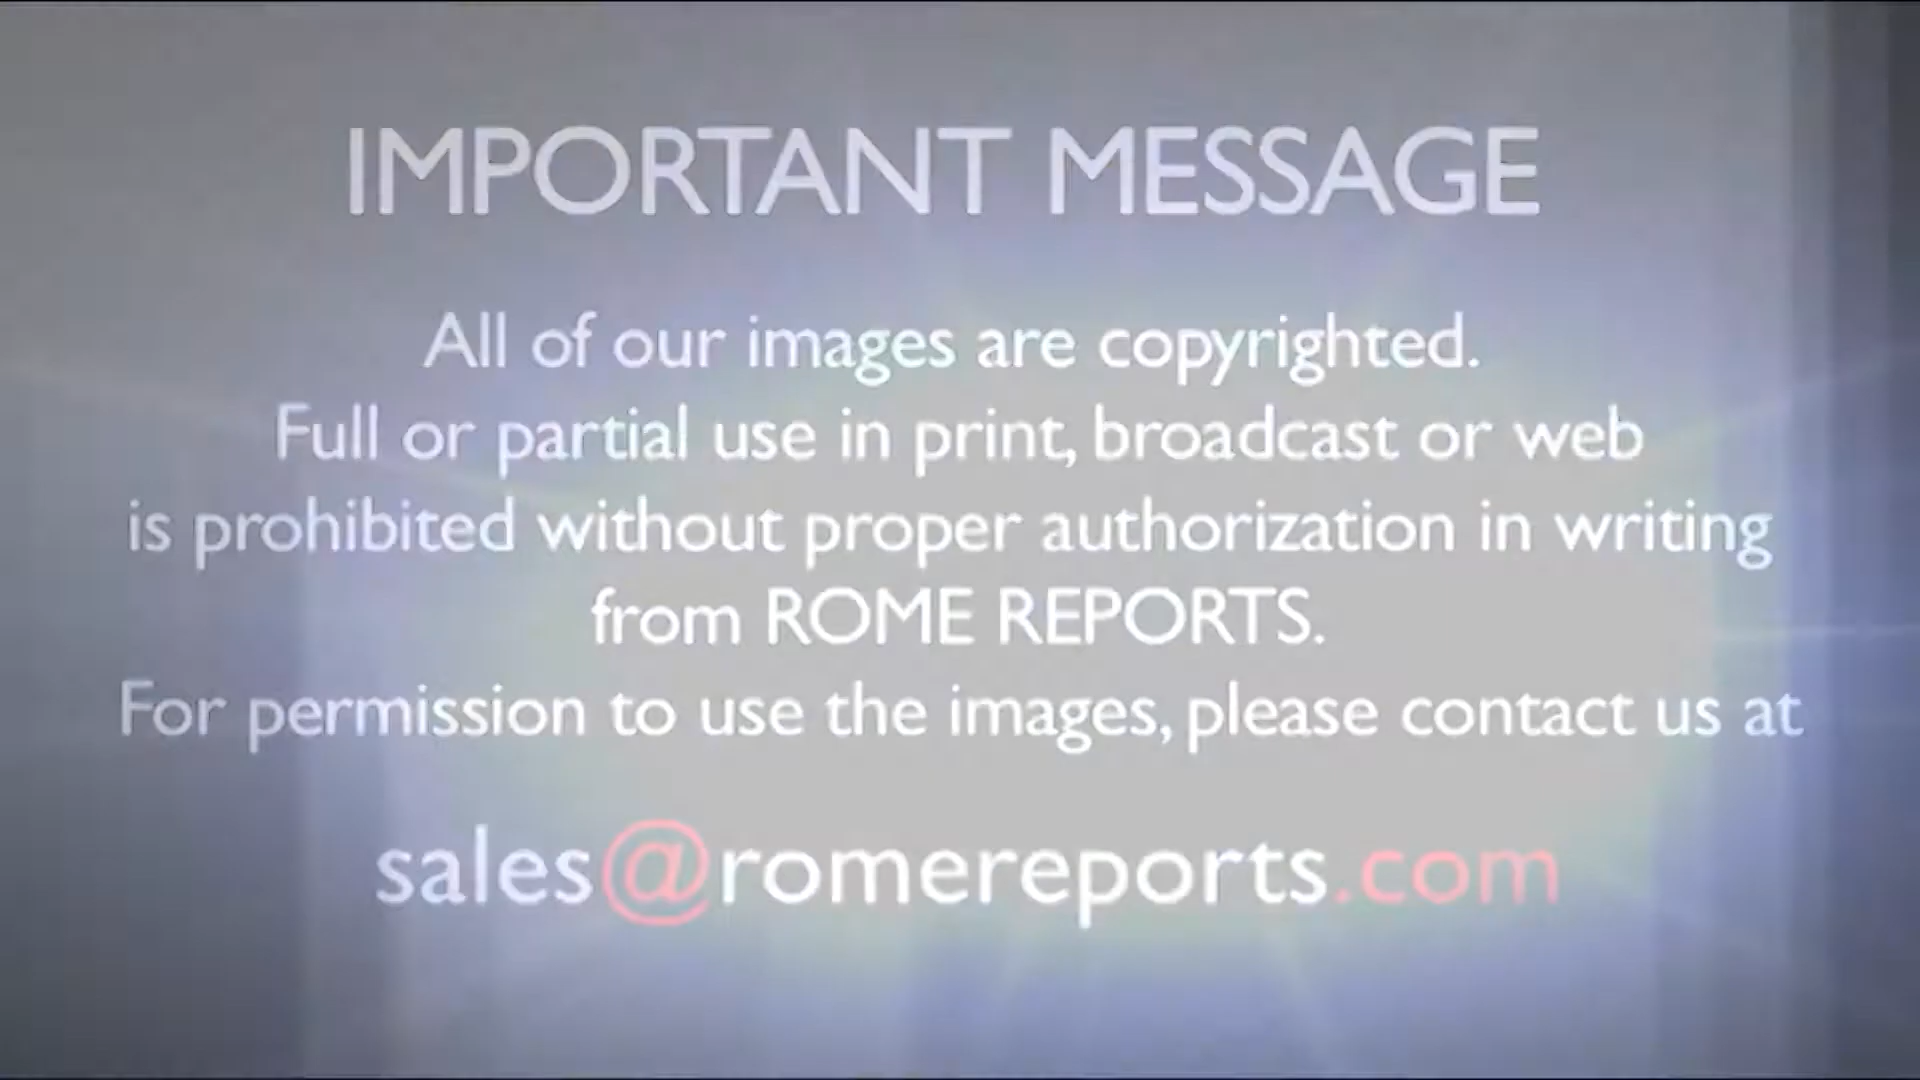 IMPORTANT MESSAGE
All of our images are copyrighted.
Full or partial use in print, broadcast or web
is prohibited without proper authorization in writing
from ROME REPORTS.
For permission to use the images, please contact us at
sales@romereports.com